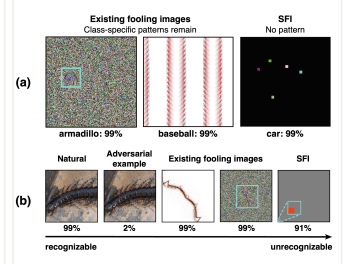 Existing fooling images
Class-specific patterns remain
SFI
No pattern
(a)
armadillo: 99%
baseball: 99%
car: 99%
Natural
Adversarial
example
Existing fooling images
SFI
(b)
99%
2%
99%
99%
91%
recognizable
unrecognizable